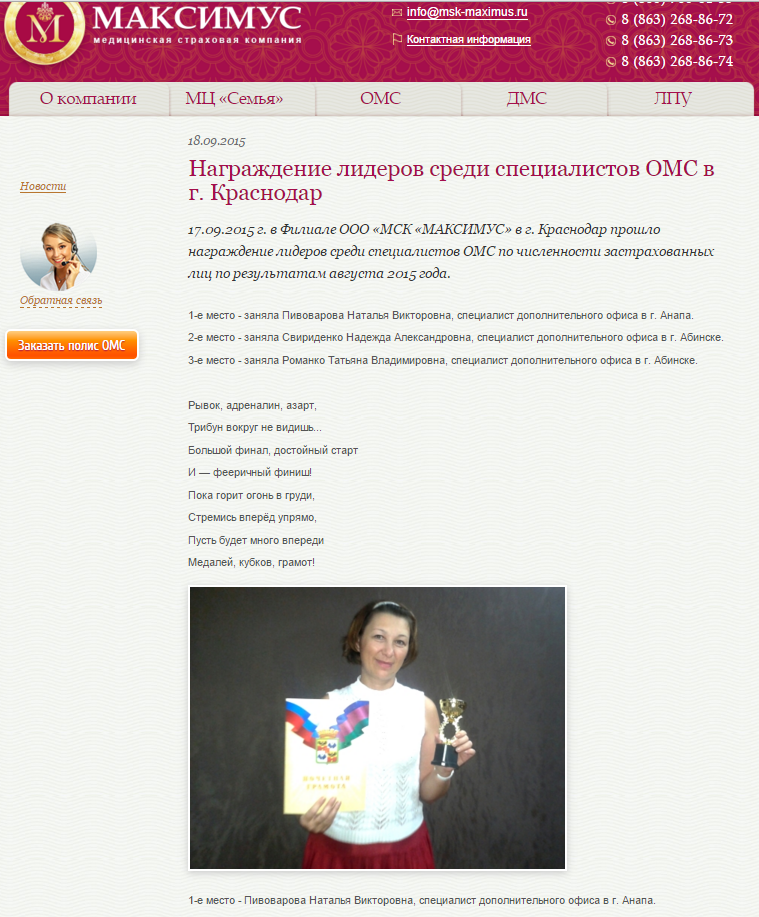 МАКСИМУС
медицинская страховая компания
info@msk-maximus.ru
Контактная информация
8 (863) 268-86-72
8 (863) 268-86-73
8 (863) 268-86-74
О компании
МЦ «Семья»
ОМС
ДМС
ЛПУ
Новости
Обратная связь
Заказать полис ОМС
18.09.2015
Награждение лидеров среди специалистов ОМС в
г. Краснодар
17.09.2015 г. в Филиале ООО «МСК «МАКСИМУС» в г. Краснодар прошло
награждение лидеров среди специалистов ОМС по численности застрахованных
лиц по результатам августа 2015 года.
1-е место - заняла Пивоварова Наталья Викторовна, специалист дополнительного офиса в г. Анапа.
2-е место - заняла Свириденко Надежда Александровна, специалист дополнительного офиса в г. Абинске.
3-е место - заняла Романко Татьяна Владимировна, специалист дополнительного офиса в г. Абинске.
Рывок, адреналин, азарт,
Трибун вокруг не видишь...
Большой финал, достойный старт
И — фееричный финиш!
Пока горит огонь в груди,
Стремись вперёд упрямо,
Пусть будет много впереди
Медалей, кубков, грамот!
ПОЧЕТНАЯ
ГРАМОТА
1-е место - Пивоварова Наталья Викторовна, специалист дополнительного офиса в г. Анапа.